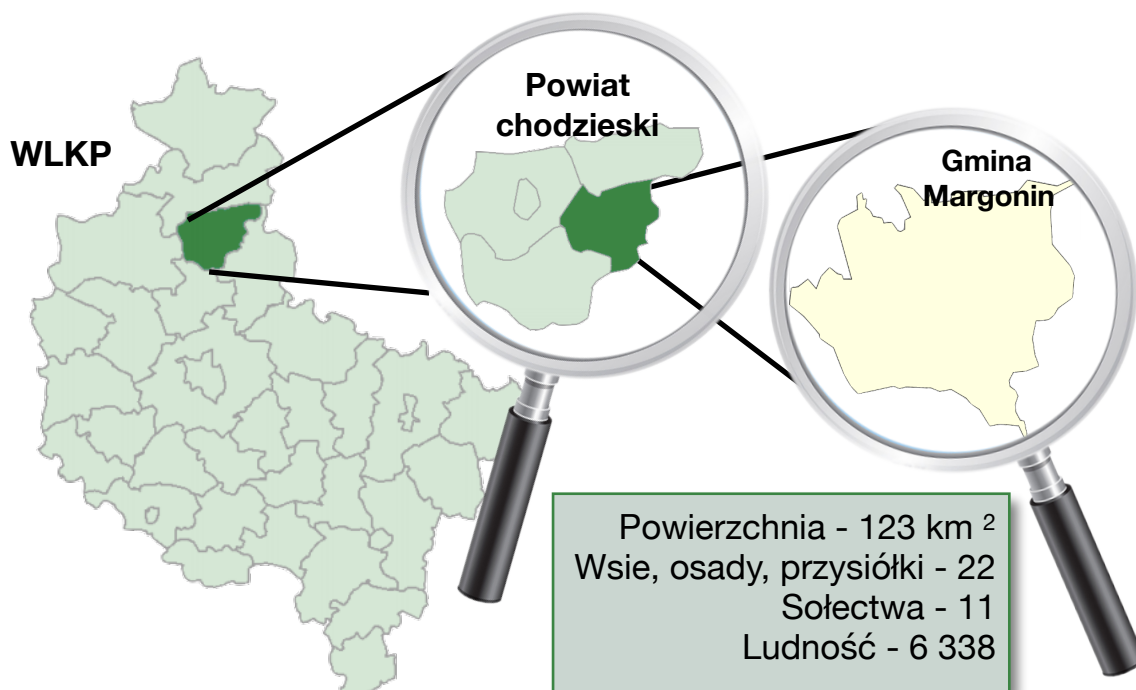 WLKP
Powiat
chodzieski
Gmina
Margonin
Powierzchnia - 123 km ²
Wsie, osady, przysiółki - 22
Sołectwa - 11
Ludność - 6 338